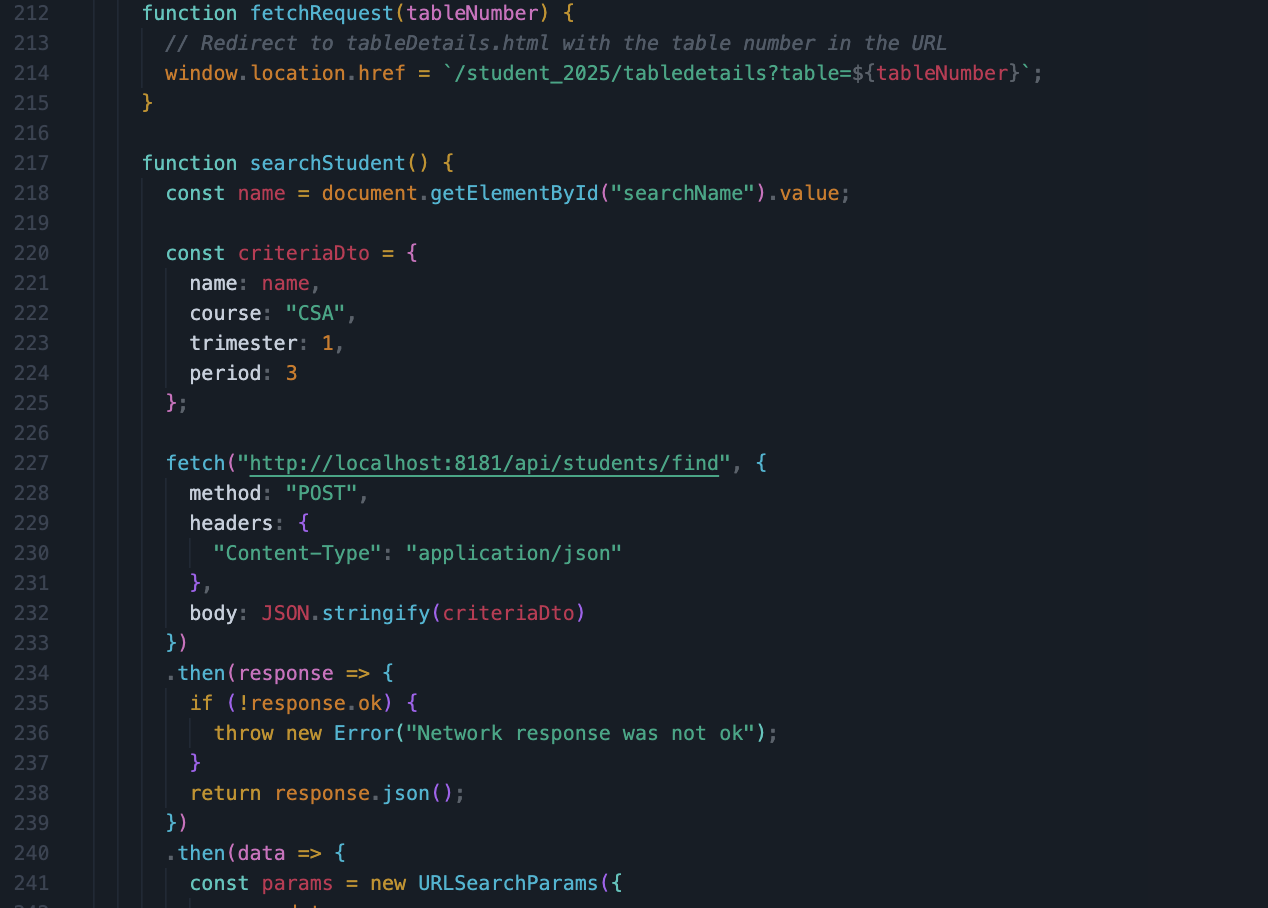 212 function fetchRequest(tableNumber) {
213 // Redirect to tableDetails.html with the table number in the URL
214 window.location.href = `/student_2025/tabledetails?table=${tableNumber}`;
215 }
216
217 function searchStudent() {
218 const name = document.getElementById("searchName").value;
219
220 const criteriaDto = {
221 name: name,
222 course: "CSA",
223 trimester: 1,
224 period: 3
225 };
226
227 fetch("http://localhost:8181/api/students/find", {
228 method: "POST",
229 headers: {
230 "Content-Type": "application/json"
231 },
232 body: JSON.stringify(criteriaDto)
233 })
234 .then(response => {
235 if (!response.ok) {
236 throw new Error("Network response was not ok");
237 }
238 return response.json();
239 })
240 .then(data => {
241 const params = new URLSearchParams({